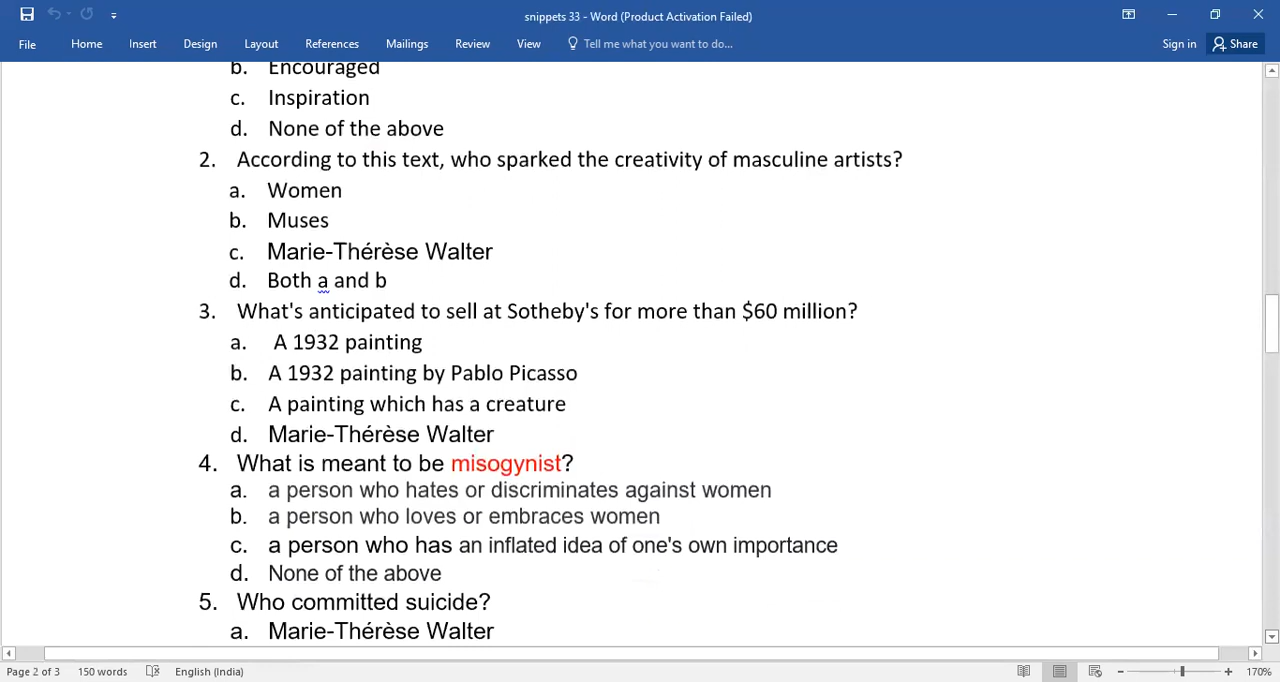 snippets 33 - Word (Product Activation Failed)
File Home Insert Design Layout References Mailings Review View Tell me what you want to do... Sign in Share
b. Encouraged
c. Inspiration
d. None of the above
2. According to this text, who sparked the creativity of masculine artists?
a. Women
b. Muses
c. Marie-Thérèse Walter
d. Both a and b
3. What's anticipated to sell at Sotheby's for more than $60 million?
a. A 1932 painting
b. A 1932 painting by Pablo Picasso
c. A painting which has a creature
d. Marie-Thérèse Walter
4. What is meant to be misogynist?
a. a person who hates or discriminates against women
b. a person who loves or embraces women
c. a person who has an inflated idea of one's own importance
d. None of the above
5. Who committed suicide?
a. Marie-Thérèse Walter
Page 2 of 3 150 words English (India) 170%